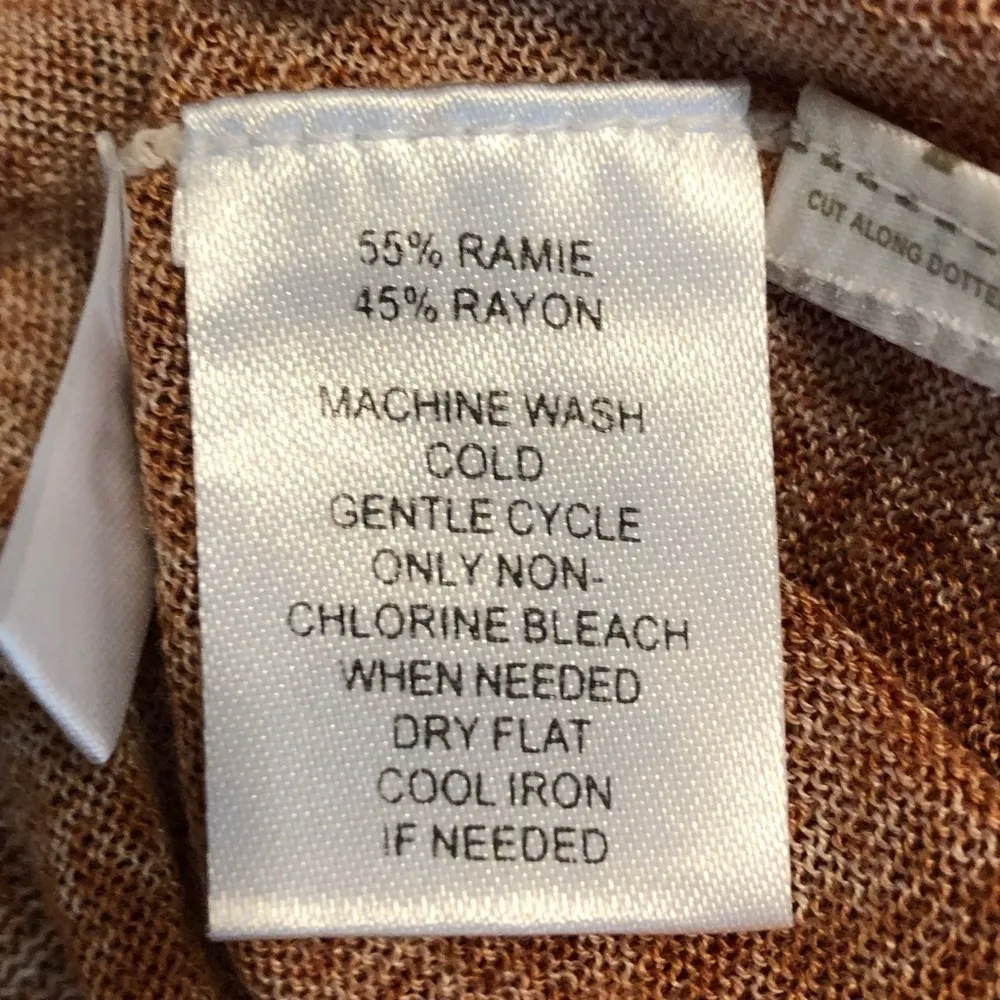 55% RAMIE
45% RAYON
MACHINE WASH
COLD
GENTLE CYCLE
ONLY NON-
CHLORINE BLEACH
WHEN NEEDED
DRY FLAT
COOL IRON
IF NEEDED
CUT ALONG DOTTE